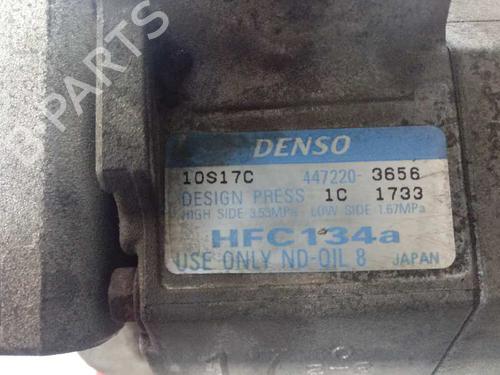 B-PARTS
DENSO
10S17C 447220-3656
DESIGN PRESS 1C 1733
HIGH SIDE 3.53MPa LOW SIDE 1.67MPa
HFC134a
USE ONLY ND-OIL 8 JAPAN